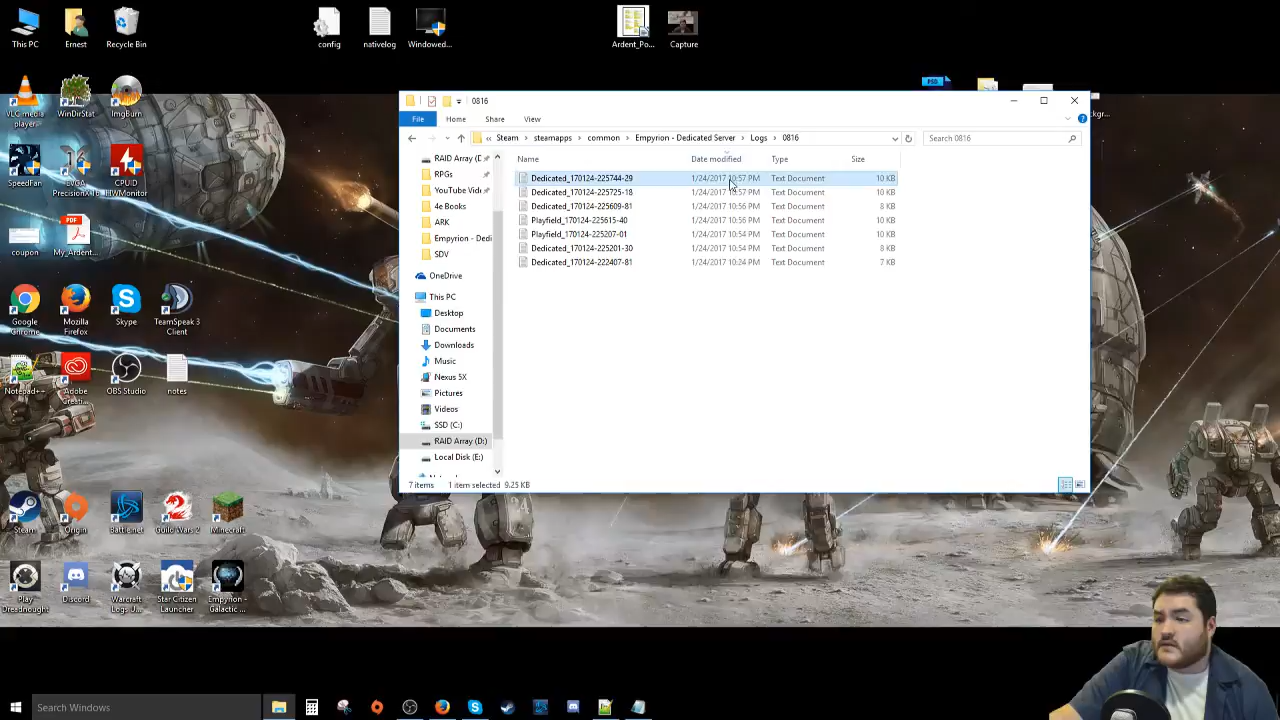 This PC
Ernest
Recycle Bin
config
nativelog
Windowed...
Ardent_Po...
Capture
VLC media player
WinDirStat
ImgBurn
PSD
SpeedFan
EVGA PrecisionX16
CPUID HWMonitor
coupon
PDF
My_Ardent...
Google Chrome
Mozilla Firefox
Skype
TeamSpeak 3 Client
Notepad++
Adobe Creati...
OBS Studio
notes
Steam
Origin
Battle.net
Guild Wars 2
Minecraft
Play Dreadnought
Discord
Warcraft Logs U...
Star Citizen Launcher
Empyrion - Galactic ...
0816
File Home Share View
« Steam > steamapps > common > Empyrion - Dedicated Server > Logs > 0816
Search 0816
Name Date modified Type Size
Dedicated_170124-225744-29 1/24/2017 10:57 PM Text Document 10 KB
Dedicated_170124-225725-18 1/24/2017 10:57 PM Text Document 10 KB
Dedicated_170124-225609-81 1/24/2017 10:56 PM Text Document 8 KB
Playfield_170124-225615-40 1/24/2017 10:56 PM Text Document 10 KB
Playfield_170124-225207-01 1/24/2017 10:54 PM Text Document 10 KB
Dedicated_170124-225201-30 1/24/2017 10:54 PM Text Document 8 KB
Dedicated_170124-222407-81 1/24/2017 10:24 PM Text Document 7 KB
RAID Array (D
RPGs
YouTube Vide
4e Books
ARK
Empyrion - Dedi
SDV
OneDrive
This PC
Desktop
Documents
Downloads
Music
Nexus 5X
Pictures
Videos
SSD (C:)
RAID Array (D:)
Local Disk (E:)
7 items 1 item selected 9.25 KB
Search Windows